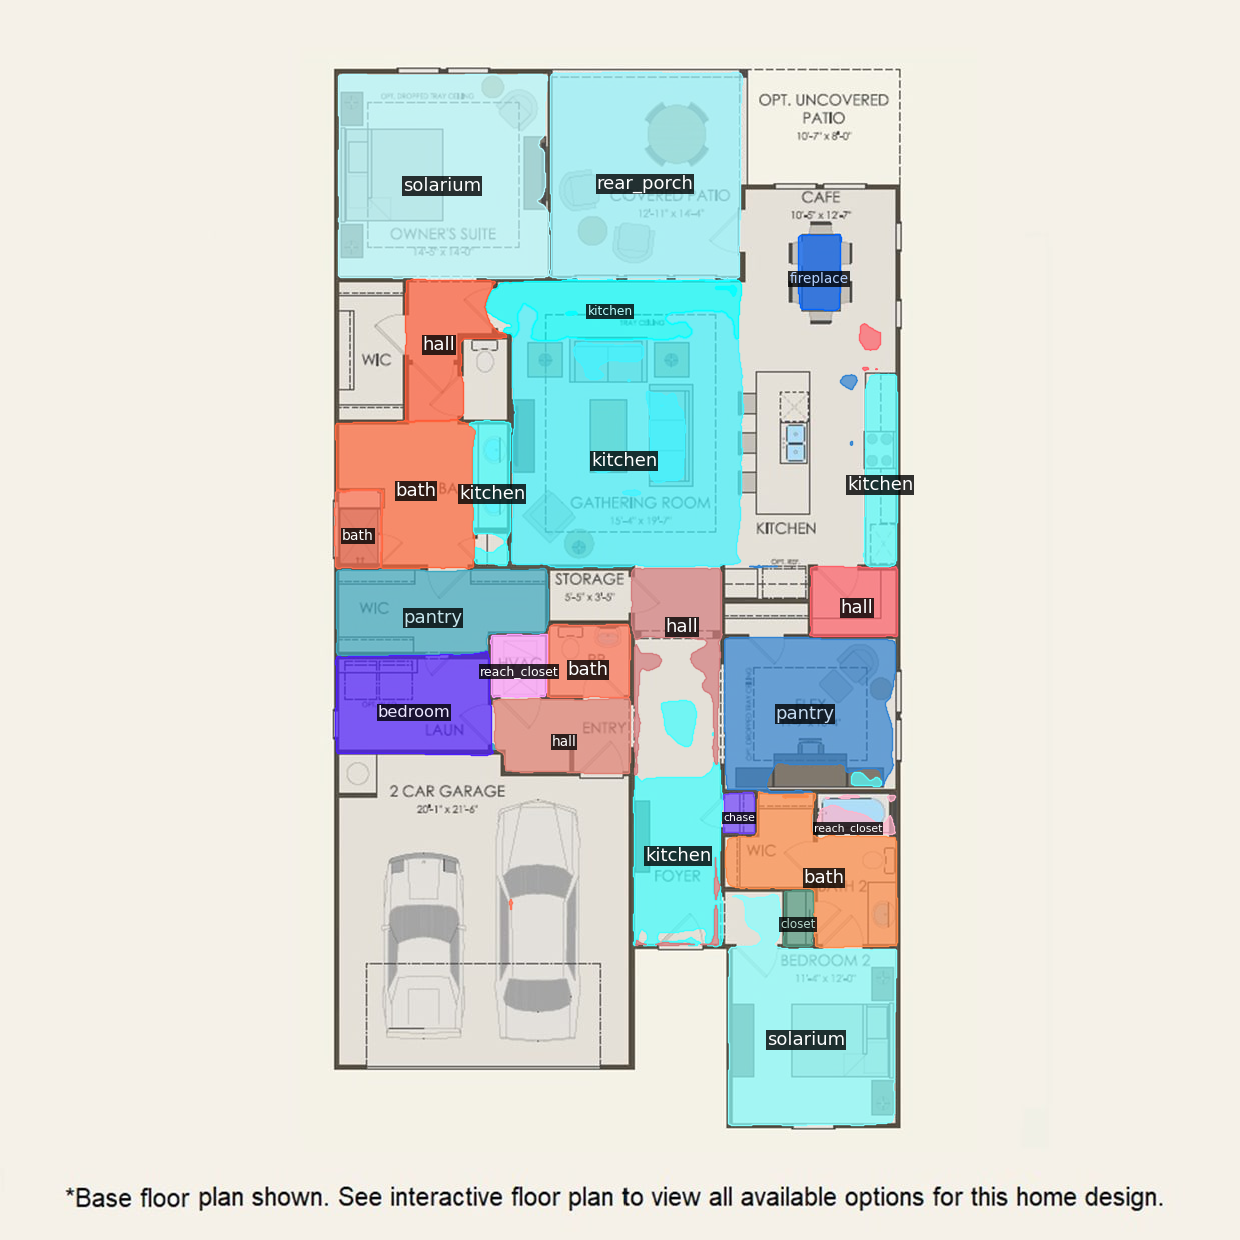 OPT. UNCOVERED
PATIO
10'-7" x 8'-0"
OPT. DROPPED TRAY CEILING
solarium
rear_porch
COVERED PATIO
12'-11" x 14'-4"
CAFE
10'-5" x 12'-7"
OWNER'S SUITE
14'-5" x 14'-0"
fireplace
kitchen
TRAY CEILING
hall
WIC
kitchen
kitchen
bath
BA
kitchen
GATHERING ROOM
15'-4" x 19'-7"
KITCHEN
bath
OPT. REF.
STORAGE
5'-5" x 3'-5"
WIC
pantry
hall
hall
HVAC
reach_closet
bath
bedroom
LAUN
pantry
ENTRY
hall
2 CAR GARAGE
20'-1" x 21'-6"
chase
reach_closet
kitchen
WIC
FOYER
bath
BATH 2
closet
BEDROOM 2
11'-4" x 12'-0"
solarium
*Base floor plan shown. See interactive floor plan to view all available options for this home design.